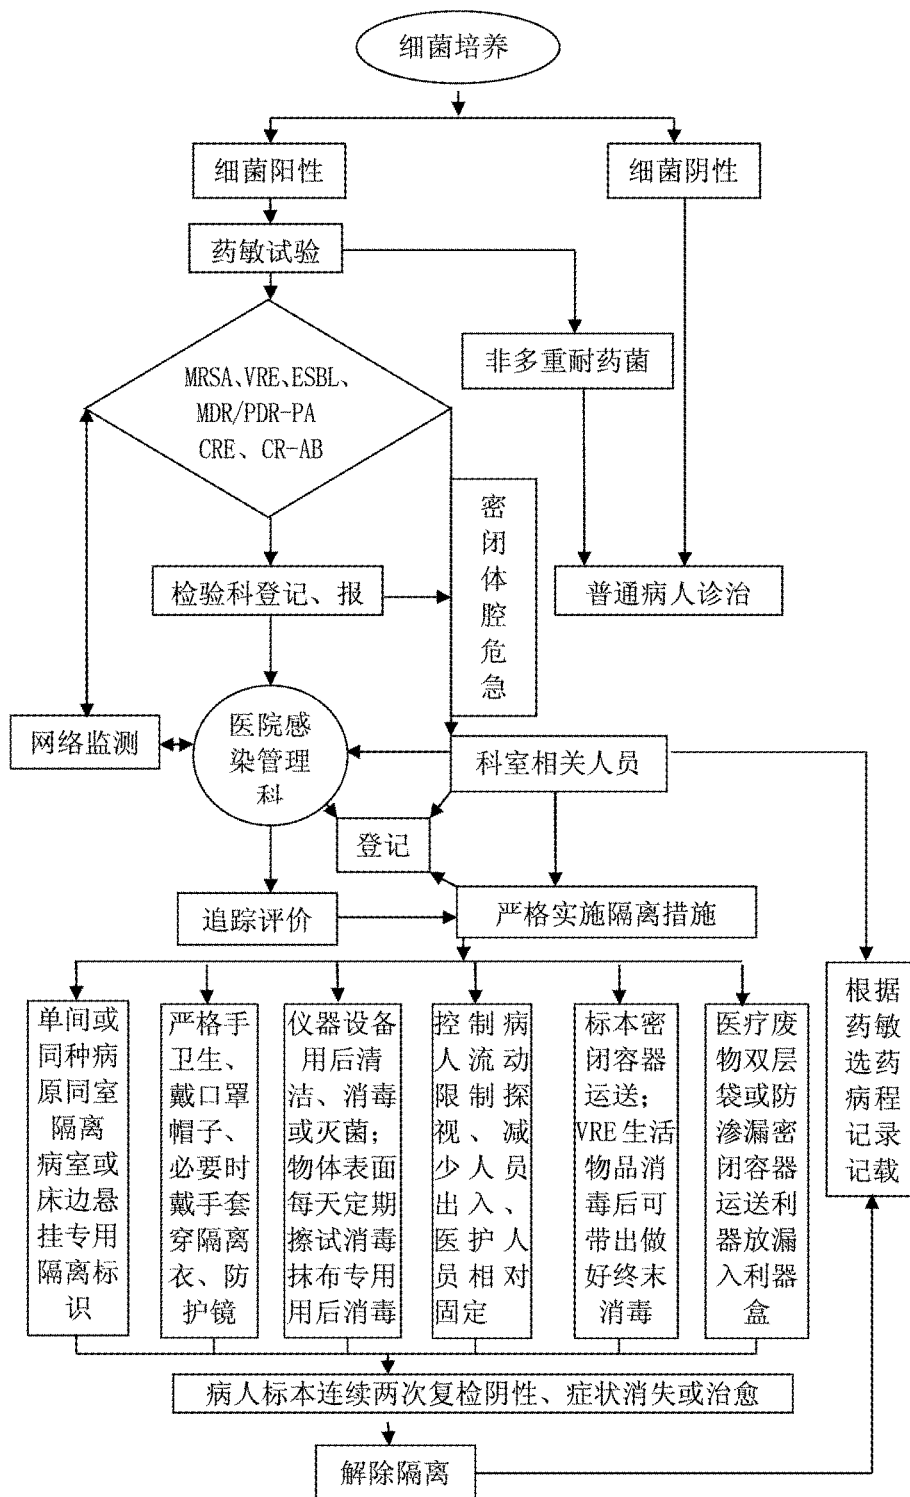 细菌培养
细菌阳性
细菌阴性
药敏试验
非多重耐药菌
MRSA、VRE、ESBL、
MDR/PDR-PA
CRE、CR-AB
密
闭
体
腔
危
急
检验科登记、报
普通病人诊治
网络监测
医院感
染管理
科
科室相关人员
登记
追踪评价
严格实施隔离措施
单间或
同种病
原同室
隔离
病室或
床边悬
挂专用
隔离标
识
严格手
卫生、
戴口罩
帽子、
必要时
戴手套
穿隔离
衣、防
护镜
仪器设备
用后清
洁、消毒
或灭菌；
物体表面
每天定期
擦试消毒
抹布专用
用后消毒
控制病
人流动
限制探
视、减
少人员
出入、
医护人
员相对
固定
标本密
闭容器
运送；
VRE生活
物品消
毒后可
带出做
好终末
消毒
医疗废
物双层
袋或防
渗漏密
闭容器
运送利
器放漏
入利器
盒
根据
药敏
选药
病程
记录
记载
病人标本连续两次复检阴性、症状消失或治愈
解除隔离